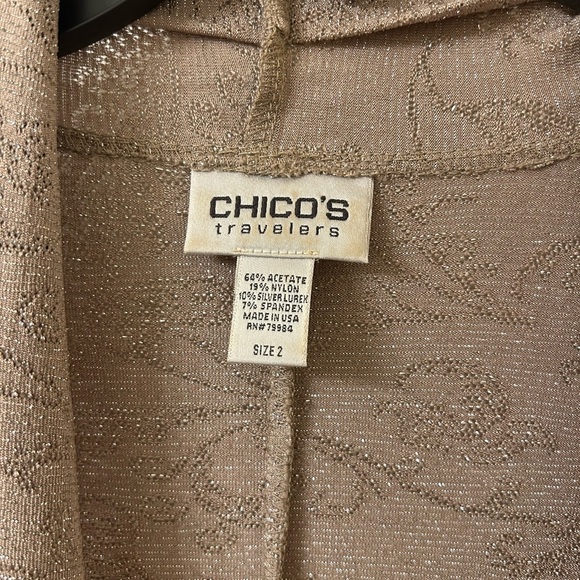 CHICO'S
travelers
64% ACETATE
19% NYLON
10% SILVER LUREX
7% SPANDEX
MADE IN USA
RN#79984
SIZE 2